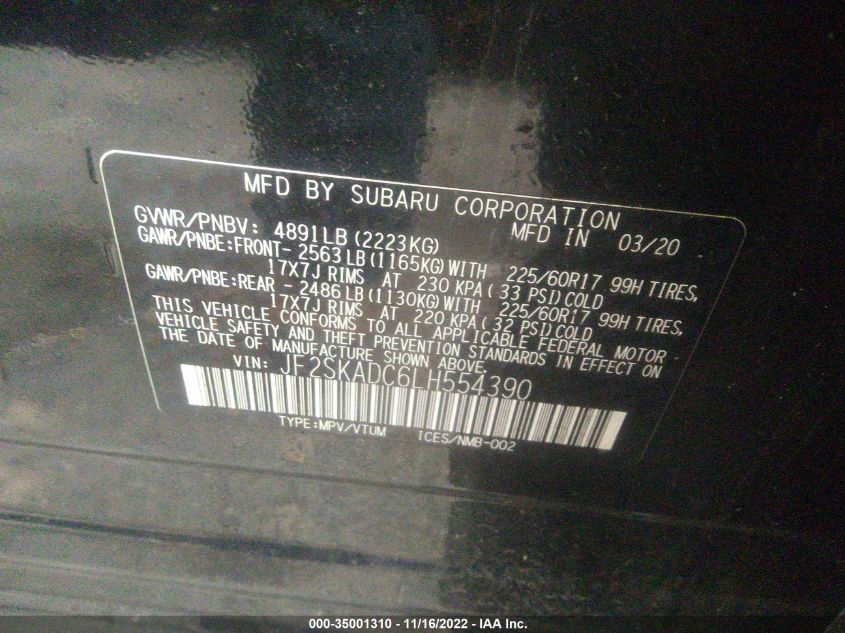 MFD BY SUBARU CORPORATION
GVWR/PNBV: 4891LB (2223KG) MFD IN 03/20
GAWR/PNBE:FRONT- 2563 LB (1165KG) WITH 225/60R17 99H TIRES,
17X7J RIMS AT 230 KPA ( 33 PSI) COLD
GAWR/PNBE:REAR - 2486 LB (1130KG) WITH 225/60R17 99H TIRES,
17X7J RIMS AT 220 KPA ( 32 PSI) COLD
THIS VEHICLE CONFORMS TO ALL APPLICABLE FEDERAL MOTOR -
VEHICLE SAFETY AND THEFT PREVENTION STANDARDS IN EFFECT ON
THE DATE OF MANUFACTURE SHOWN ABOVE.
VIN: JF2SKADC6LH554390
TYPE:MPV/VTUM ICES/NMB-002
000-35001310 - 11/16/2022 - IAA Inc.